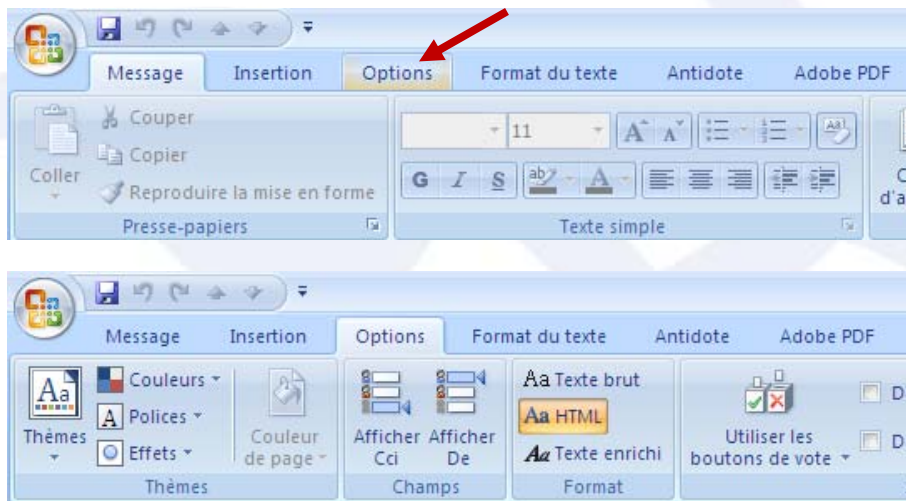 Message Insertion Options Format du texte Antidote Adobe PDF
Coller
Couper
Copier
Reproduire la mise en forme
11
G I S
Presse-papiers Texte simple
Message Insertion Options Format du texte Antidote Adobe PDF
Thèmes
Couleurs
Polices
Effets
Couleur
de page
Afficher
Cci
Afficher
De
Aa Texte brut
Aa HTML
Aa Texte enrichi
Utiliser les
boutons de vote
D
D
Thèmes Champs Format